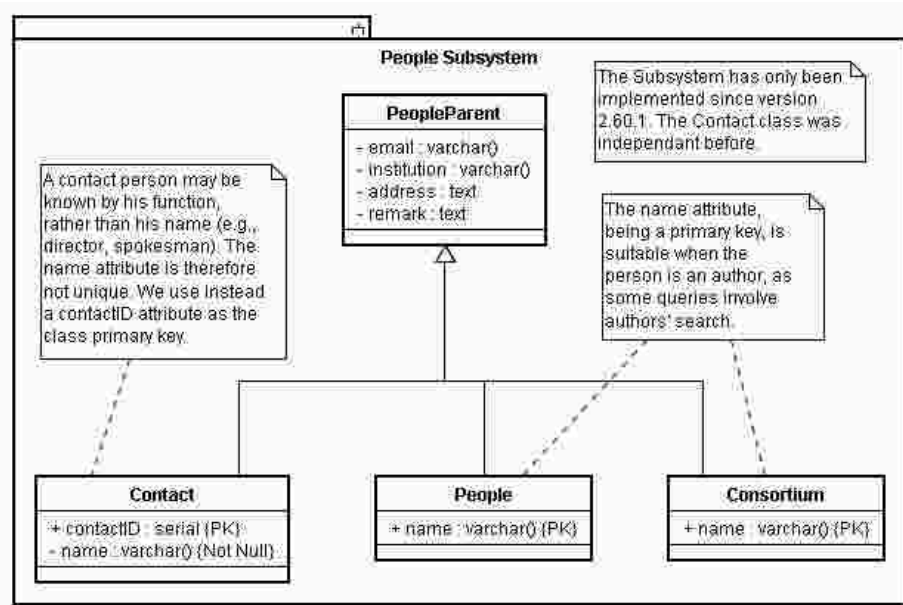 People Subsystem
The Subsystem has only been
implemented since version
2.60.1. The Contact class was
independant before.
PeopleParent
- email : varchar()
- institution : varchar()
- address : text
- remark : text
A contact person may be
known by his function,
rather than his name (e.g.,
director, spokesman). The
name attribute is therefore
not unique. We use instead
a contactID attribute as the
class primary key.
The name attribute,
being a primary key, is
suitable when the
person is an author, as
some queries involve
authors' search.
Contact
+ contactID : serial {PK}
- name : varchar() {Not Null}
People
+ name : varchar() {PK}
Consortium
+ name : varchar() {PK}